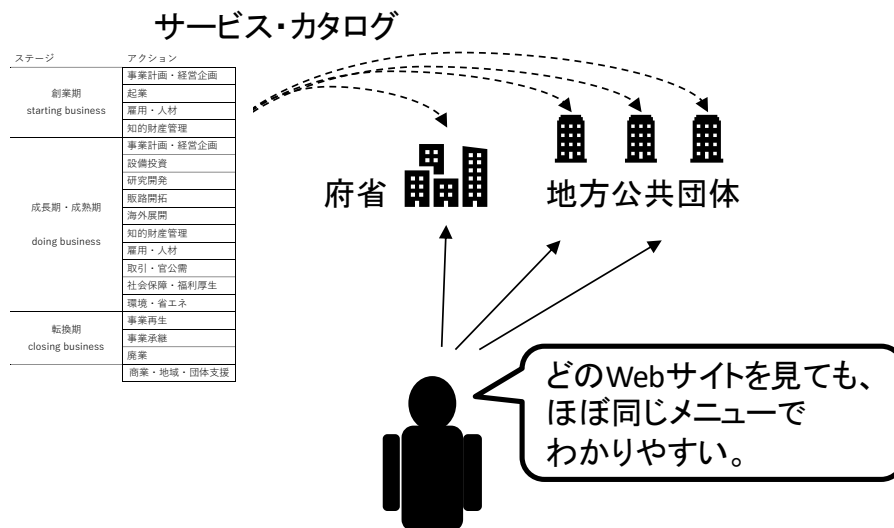 サービス・カタログ
ステージ
アクション
創業期
starting business
事業計画・経営企画
起業
雇用・人材
知的財産管理
成長期・成熟期
doing business
事業計画・経営企画
設備投資
研究開発
販路開拓
海外展開
知的財産管理
雇用・人材
取引・官公需
社会保障・福利厚生
環境・省エネ
転換期
closing business
事業再生
事業承継
廃業
商業・地域・団体支援
府省
地方公共団体
どのWebサイトを見ても、
ほぼ同じメニューで
わかりやすい。